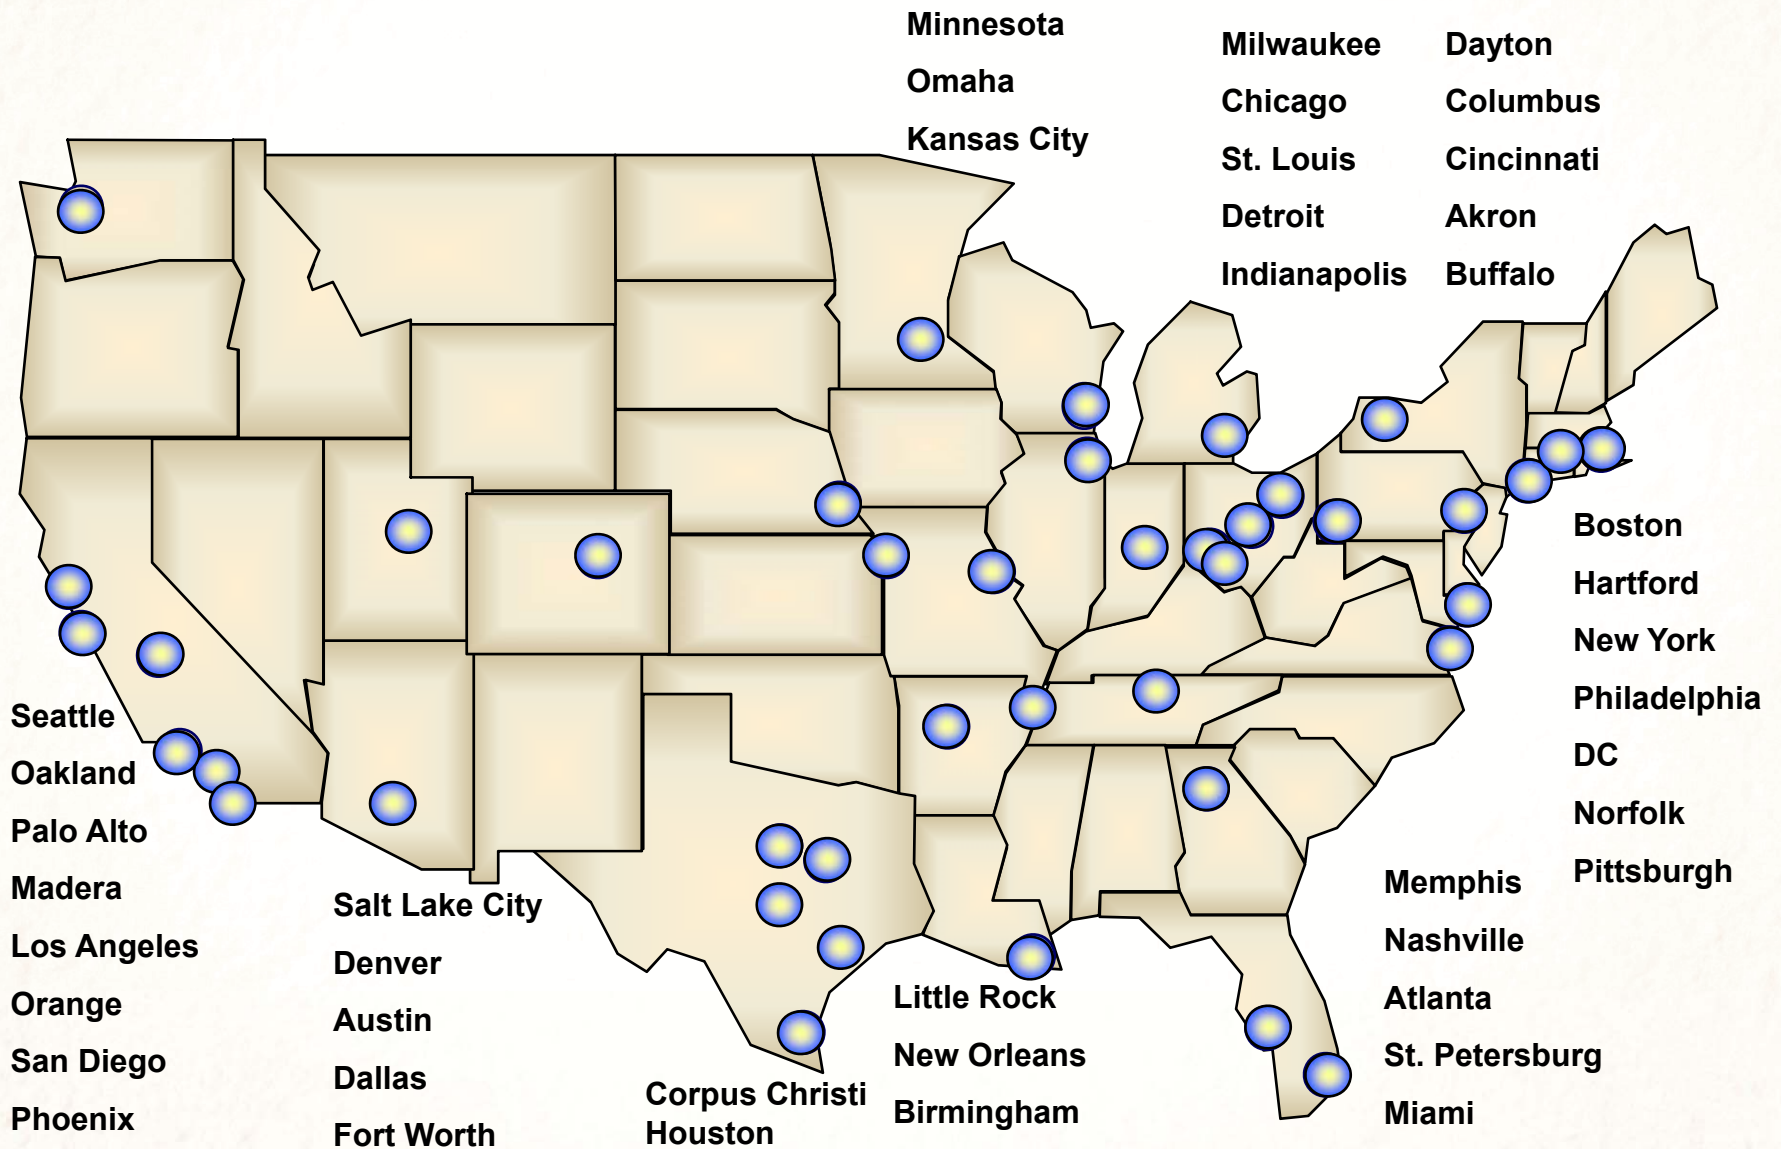 Minnesota
Omaha
Kansas City
Milwaukee
Chicago
St. Louis
Detroit
Indianapolis
Dayton
Columbus
Cincinnati
Akron
Buffalo
Seattle
Oakland
Palo Alto
Madera
Los Angeles
Orange
San Diego
Phoenix
Salt Lake City
Denver
Austin
Dallas
Fort Worth
Corpus Christi
Houston
Little Rock
New Orleans
Birmingham
Memphis
Nashville
Atlanta
St. Petersburg
Miami
Boston
Hartford
New York
Philadelphia
DC
Norfolk
Pittsburgh